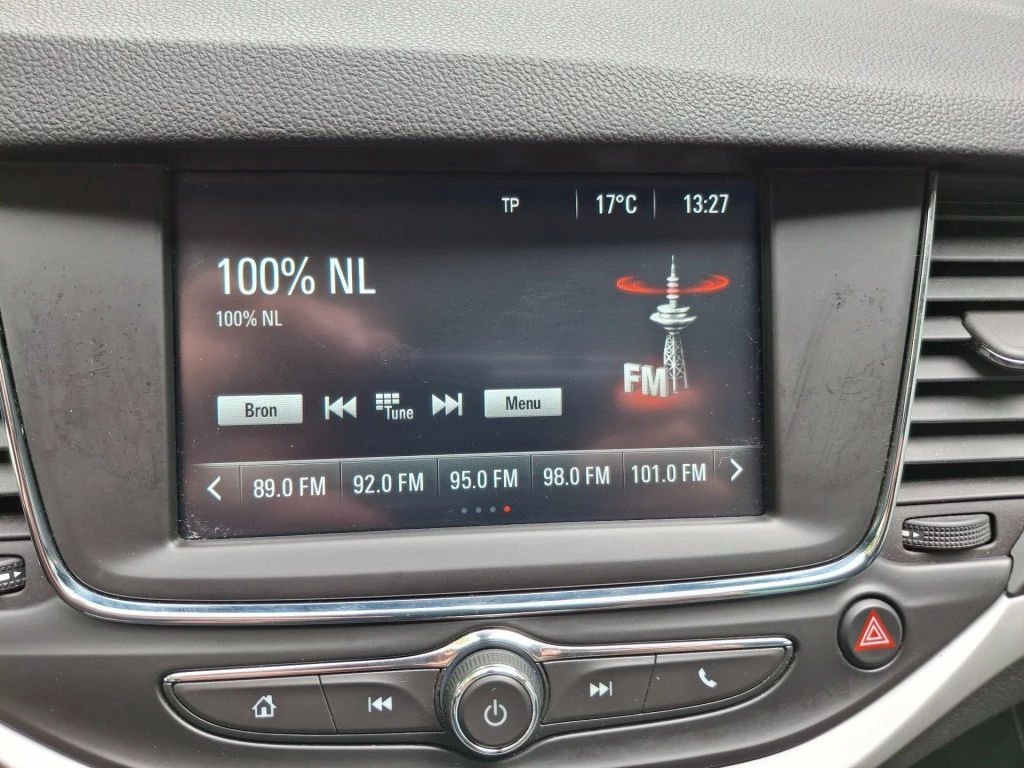 TP 17°C 13:27
100% NL
100% NL
FM
Bron Tune Menu
89.0 FM 92.0 FM 95.0 FM 98.0 FM 101.0 FM